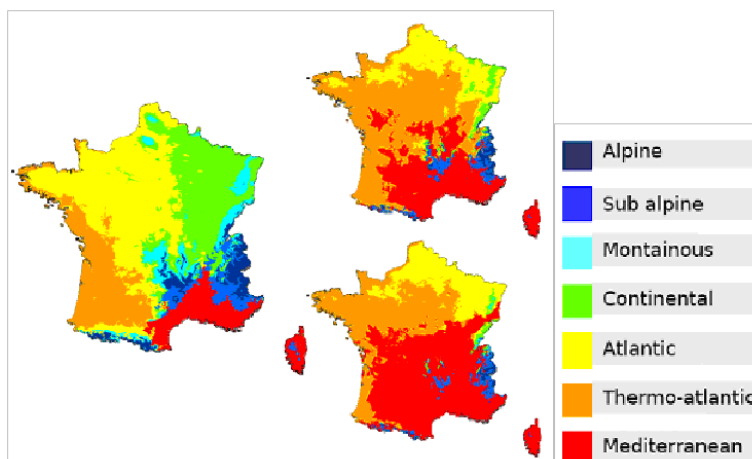 Alpine
Sub alpine
Montainous
Continental
Atlantic
Thermo-atlantic
Mediterranean